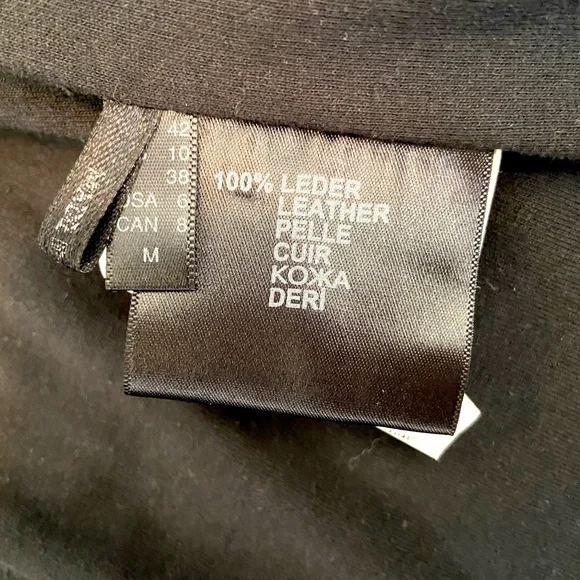 42
10
38
USA 6
CAN 8
M
100% LEDER
LEATHER
PELLE
CUIR
KOXXA
DERİ